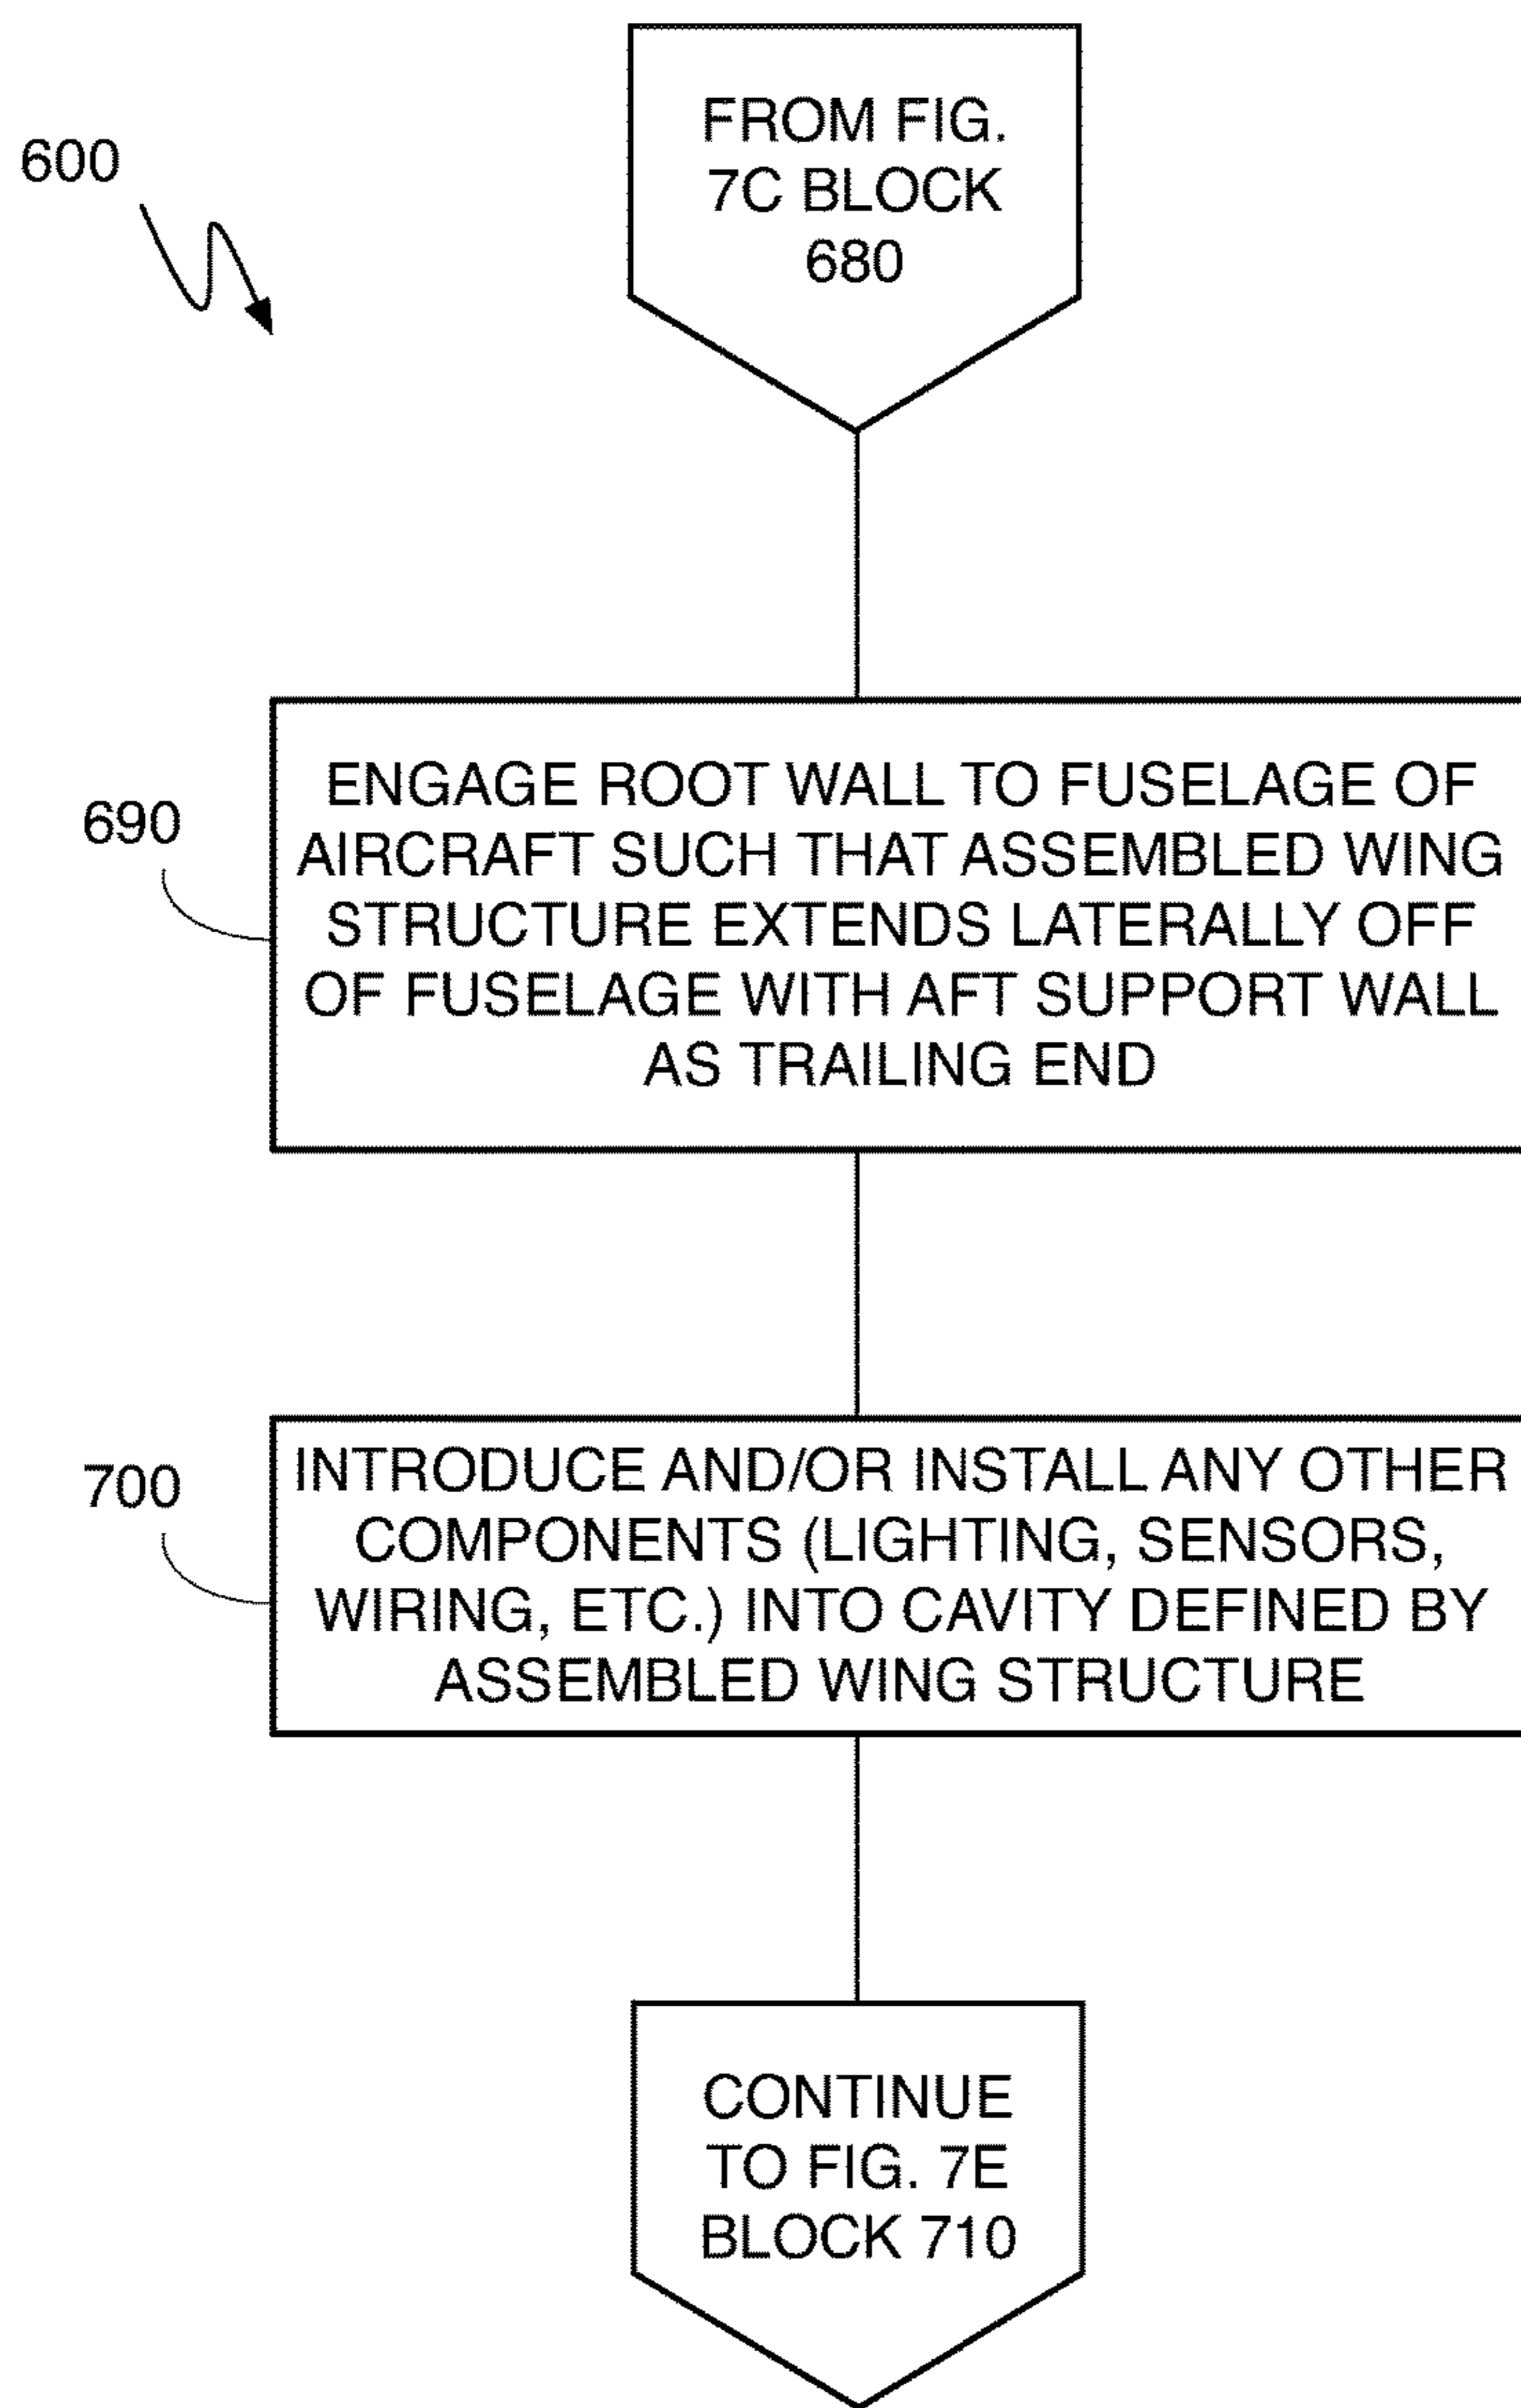 600
FROM FIG.
7C BLOCK
680
690
ENGAGE ROOT WALL TO FUSELAGE OF
AIRCRAFT SUCH THAT ASSEMBLED WING
STRUCTURE EXTENDS LATERALLY OFF
OF FUSELAGE WITH AFT SUPPORT WALL
AS TRAILING END
700
INTRODUCE AND/OR INSTALL ANY OTHER
COMPONENTS (LIGHTING, SENSORS,
WIRING, ETC.) INTO CAVITY DEFINED BY
ASSEMBLED WING STRUCTURE
CONTINUE
TO FIG. 7E
BLOCK 710